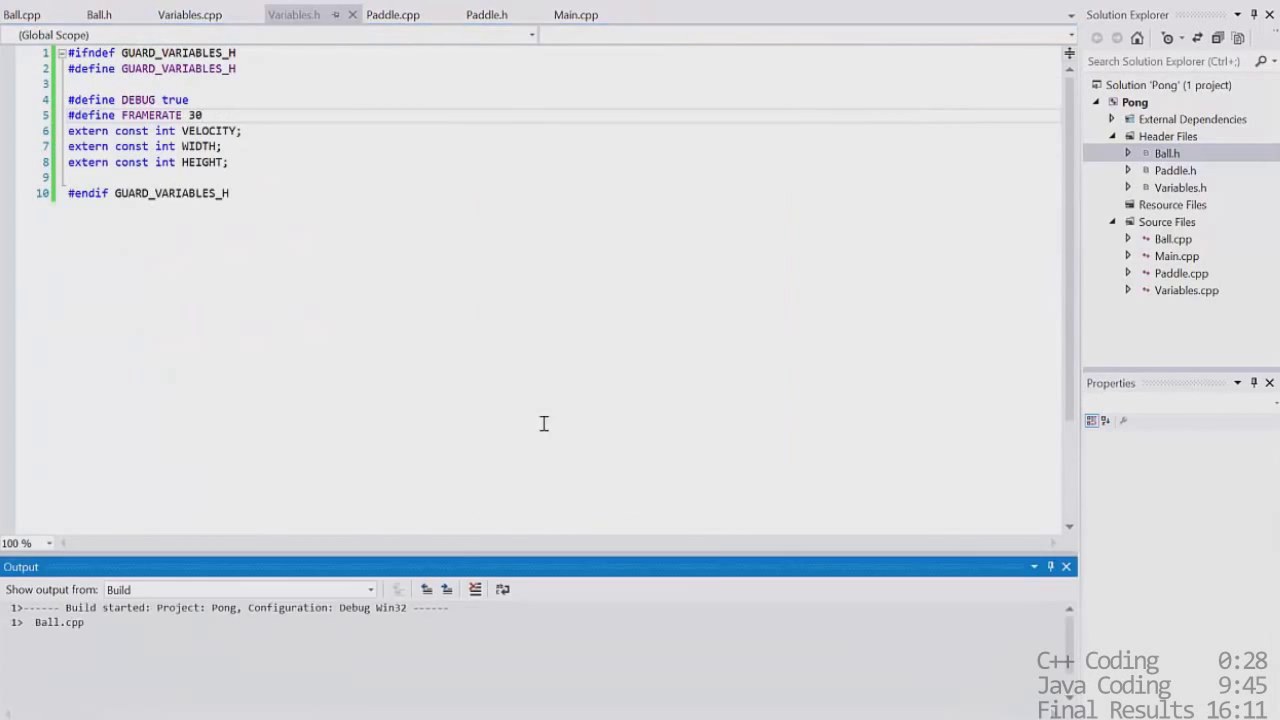 Ball.cpp Ball.h Variables.cpp Variables.h Paddle.cpp Paddle.h Main.cpp
(Global Scope)
1 #ifndef GUARD_VARIABLES_H
2 #define GUARD_VARIABLES_H
3
4 #define DEBUG true
5 #define FRAMERATE 30
6 extern const int VELOCITY;
7 extern const int WIDTH;
8 extern const int HEIGHT;
9
10 #endif GUARD_VARIABLES_H
100 %
Output
Show output from: Build
1>------ Build started: Project: Pong, Configuration: Debug Win32 ------
1> Ball.cpp
Solution Explorer
Search Solution Explorer (Ctrl+;)
Solution 'Pong' (1 project)
Pong
External Dependencies
Header Files
Ball.h
Paddle.h
Variables.h
Resource Files
Source Files
Ball.cpp
Main.cpp
Paddle.cpp
Variables.cpp
Properties
C++ Coding 0:28
Java Coding 9:45
Final Results 16:11